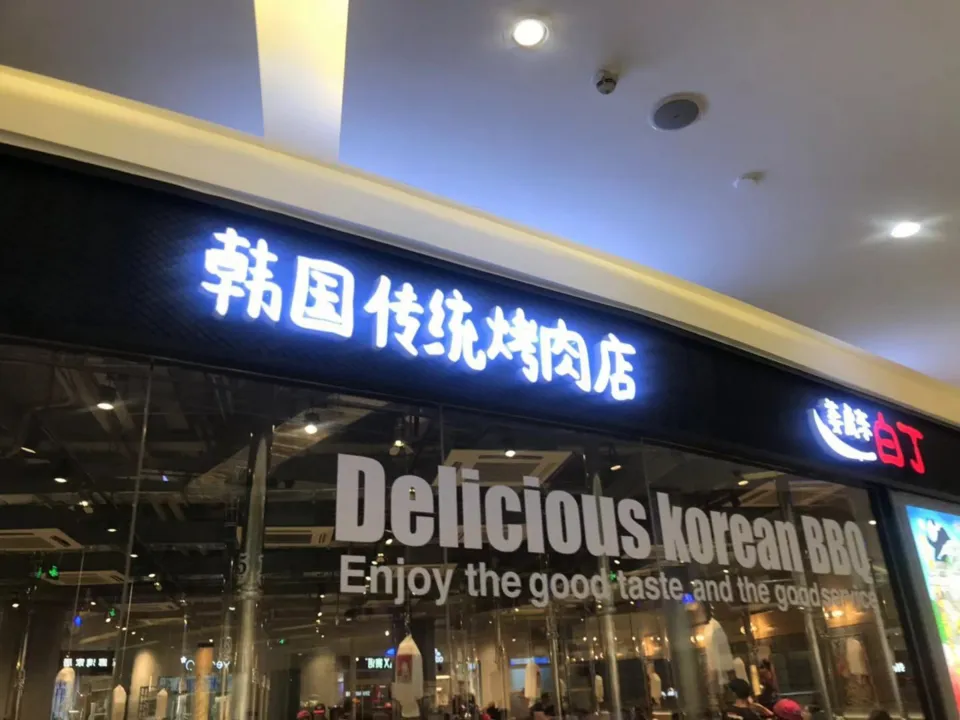 韩国传统烤肉店
白丁
Delicious korean BBQ
Enjoy the good taste and the good service